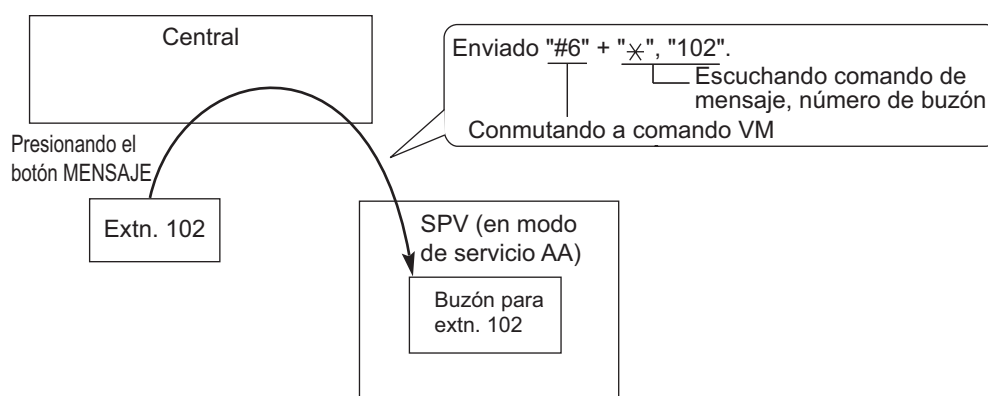 Central
Enviado "#6" + "✳", "102".
Escuchando comando de
mensaje, número de buzón
Conmutando a comando VM
Presionando el
botón MENSAJE
Extn. 102
SPV (en modo
de servicio AA)
Buzón para
extn. 102